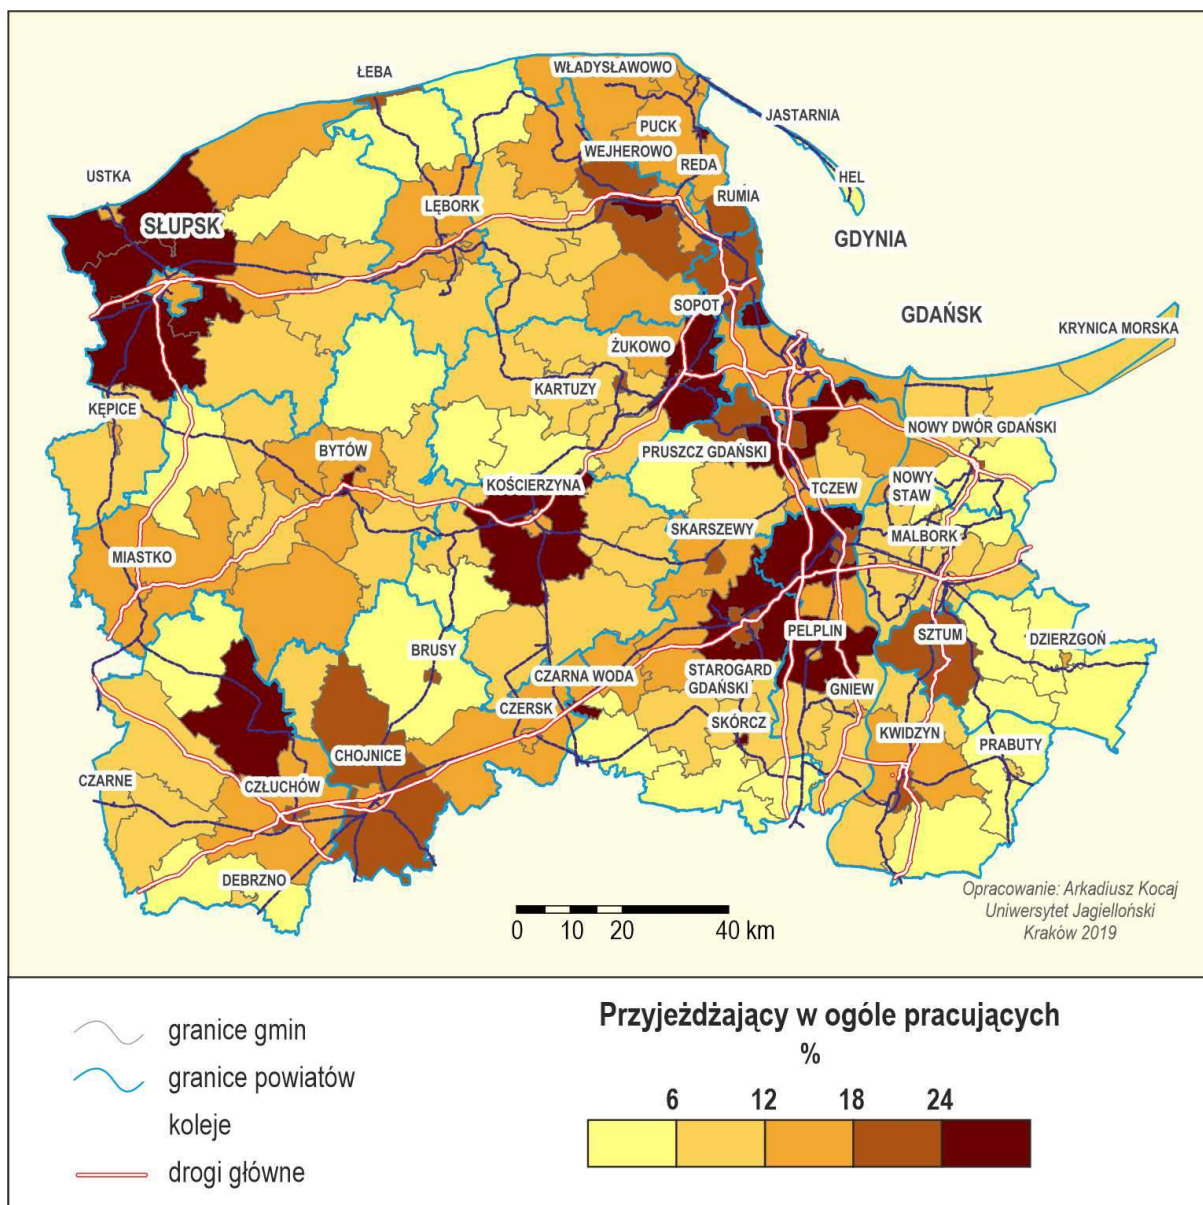 WŁADYSŁAWOWO
ŁEBA
JASTARNIA
PUCK
WEJHEROWO
REDA
USTKA
HEL
RUMIA
LĘBORK
SŁUPSK
GDYNIA
SOPOT
GDAŃSK
KRYNICA MORSKA
ŻUKOWO
KARTUZY
KĘPICE
NOWY DWÓR GDAŃSKI
BYTÓW
PRUSZCZ GDAŃSKI
KOŚCIERZYNA
TCZEW
NOWY
STAW
SKARSZEWY
MALBORK
MIASTKO
PELPLIN
SZTUM
DZIERZGOŃ
BRUSY
CZARNA WODA
STAROGARD
GDAŃSKI
GNIEW
CZERSK
SKÓRCZ
KWIDZYN
PRABUTY
CHOJNICE
CZARNE
CZŁUCHÓW
DEBRZNO
Opracowanie: Arkadiusz Kocaj
Uniwersytet Jagielloński
Kraków 2019
0 10 20 40 km
granice gmin
granice powiatów
koleje
drogi główne
Przyjeżdżający w ogóle pracujących
%
6 12 18 24